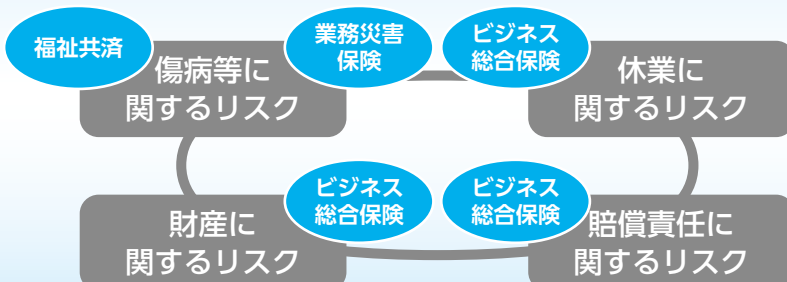 福祉共済
傷病等に
関するリスク
業務災害
保険
ビジネス
総合保険
休業に
関するリスク
財産に
関するリスク
ビジネス
総合保険
ビジネス
総合保険
賠償責任に
関するリスク